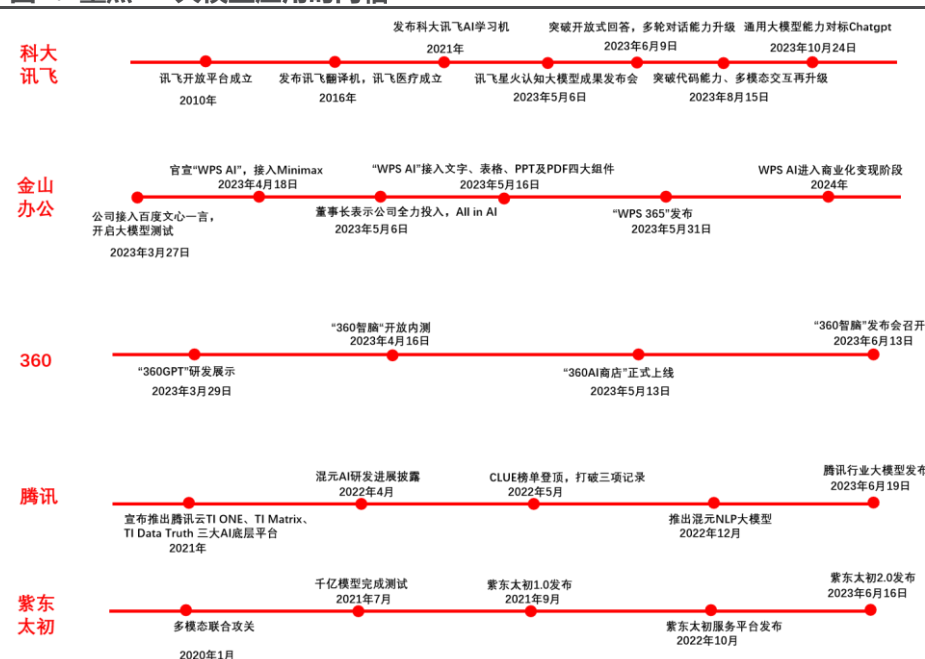 科大
讯飞
发布科大讯飞AI学习机
2021年
突破开放式回答，多轮对话能力升级
2023年6月9日
通用大模型能力对标Chatgpt
2023年10月24日
讯飞开放平台成立
2010年
发布讯飞翻译机，讯飞医疗成立
2016年
讯飞星火认知大模型成果发布会
2023年5月6日
突破代码能力、多模态交互再升级
2023年8月15日
金山
办公
官宣“WPS AI”，接入Minimax
2023年4月18日
“WPS AI”接入文字、表格、PPT及PDF四大组件
2023年5月16日
WPS AI进入商业化变现阶段
2024年
公司接入百度文心一言，
开启大模型测试
2023年3月27日
董事长表示公司全力投入，All in AI
2023年5月6日
“WPS 365”发布
2023年5月31日
360
“360智脑”开放内测
2023年4月16日
“360智脑”发布会召开
2023年6月13日
“360GPT”研发展示
2023年3月29日
“360AI商店”正式上线
2023年5月13日
腾讯
混元AI研发进展披露
2022年4月
CLUE榜单登顶，打破三项记录
2022年5月
腾讯行业大模型发布
2023年6月19日
宣布推出腾讯云TI ONE、TI Matrix、
TI Data Truth 三大AI底层平台
2021年
推出混元NLP大模型
2022年12月
紫东
太初
千亿模型完成测试
2021年7月
紫东太初1.0发布
2021年9月
紫东太初2.0发布
2023年6月16日
多模态联合攻关
2020年1月
紫东太初服务平台发布
2022年10月